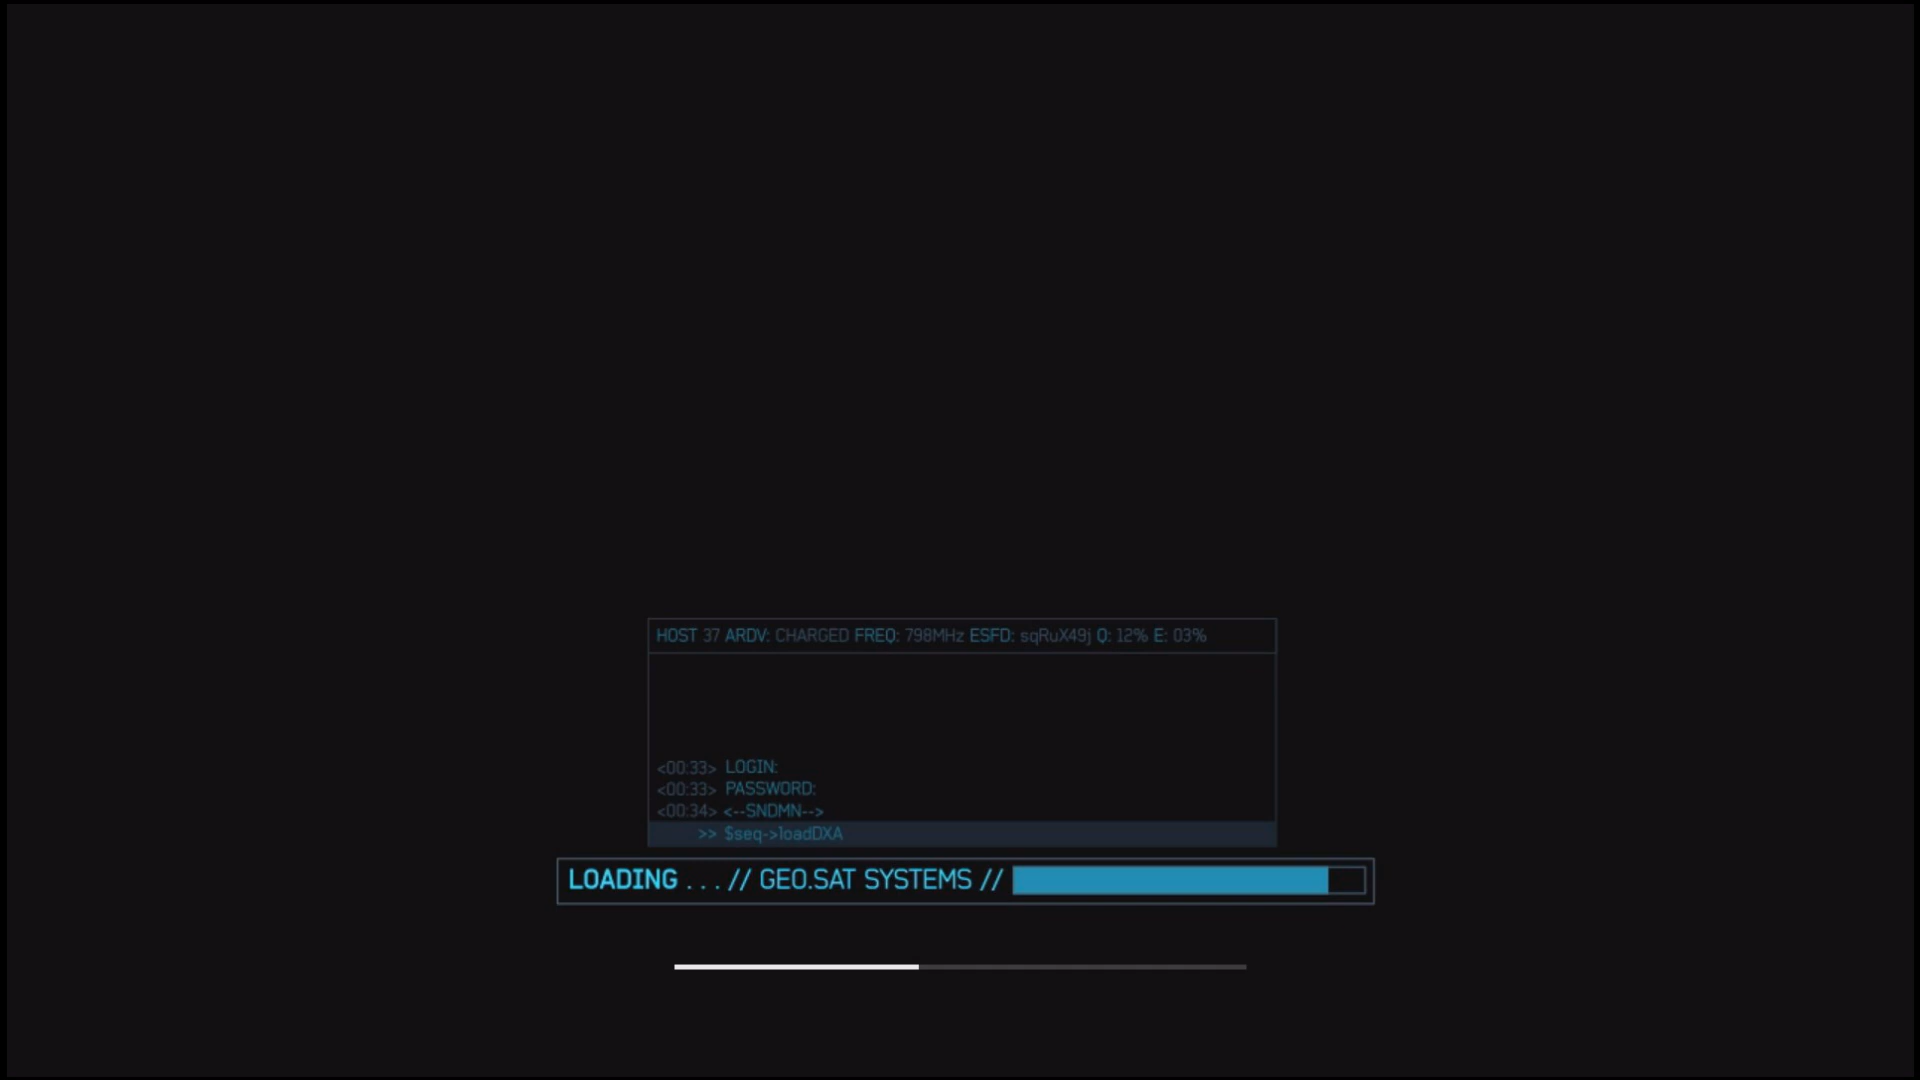 HOST 37 ARDV: CHARGED FREQ: 798MHz ESFD: sqRuX49j Q: 12% E: 03%
<00:33> LOGIN:
<00:33> PASSWORD:
<00:34> <--SNDMN-->
>> $seq->loadDXA
LOADING . . . // GEO.SAT SYSTEMS //